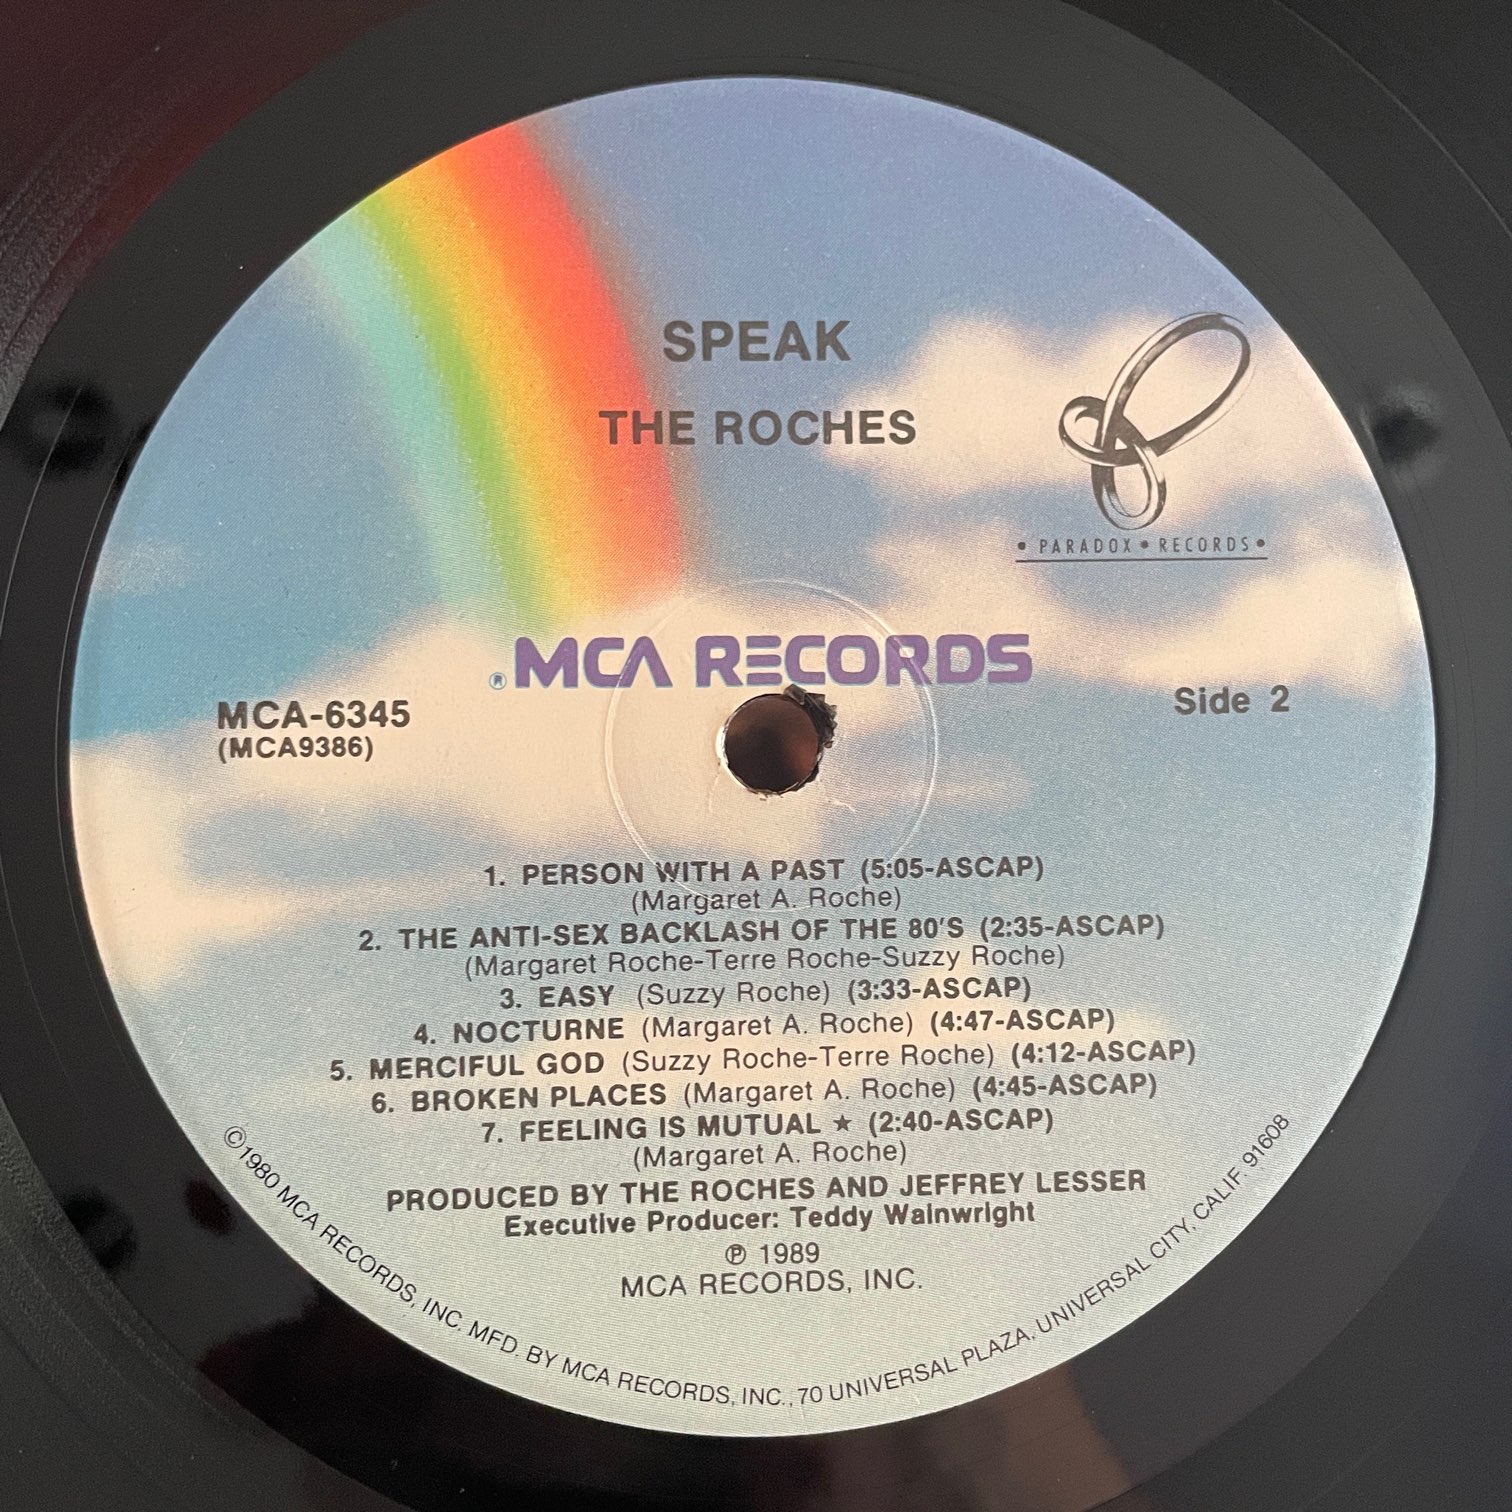 SPEAK
THE ROCHES
• PARADOX • RECORDS •
® MCA RECORDS
MCA-6345
(MCA9386)
Side 2
1. PERSON WITH A PAST (5:05-ASCAP)
(Margaret A. Roche)
2. THE ANTI-SEX BACKLASH OF THE 80'S (2:35-ASCAP)
(Margaret Roche-Terre Roche-Suzzy Roche)
3. EASY (Suzzy Roche) (3:33-ASCAP)
4. NOCTURNE (Margaret A. Roche) (4:47-ASCAP)
5. MERCIFUL GOD (Suzzy Roche-Terre Roche) (4:12-ASCAP)
6. BROKEN PLACES (Margaret A. Roche) (4:45-ASCAP)
7. FEELING IS MUTUAL ★ (2:40-ASCAP)
(Margaret A. Roche)
PRODUCED BY THE ROCHES AND JEFFREY LESSER
Executive Producer: Teddy Wainwright
℗ 1989
MCA RECORDS, INC.
©1980 MCA RECORDS, INC. MFD. BY MCA RECORDS, INC., 70 UNIVERSAL PLAZA, UNIVERSAL CITY, CALIF. 91608